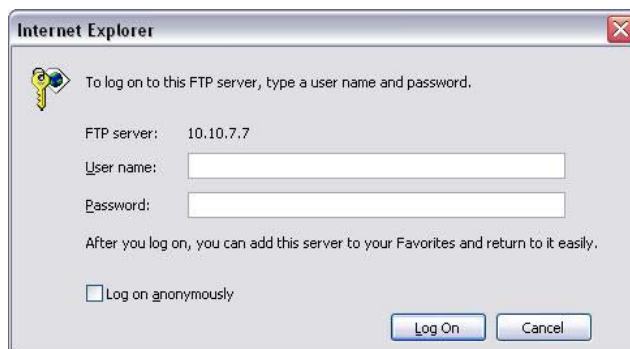 Internet Explorer
To log on to this FTP server, type a user name and password.
FTP server: 10.10.7.7
User name:
Password:
After you log on, you can add this server to your Favorites and return to it easily.
Log on anonymously
Log On Cancel